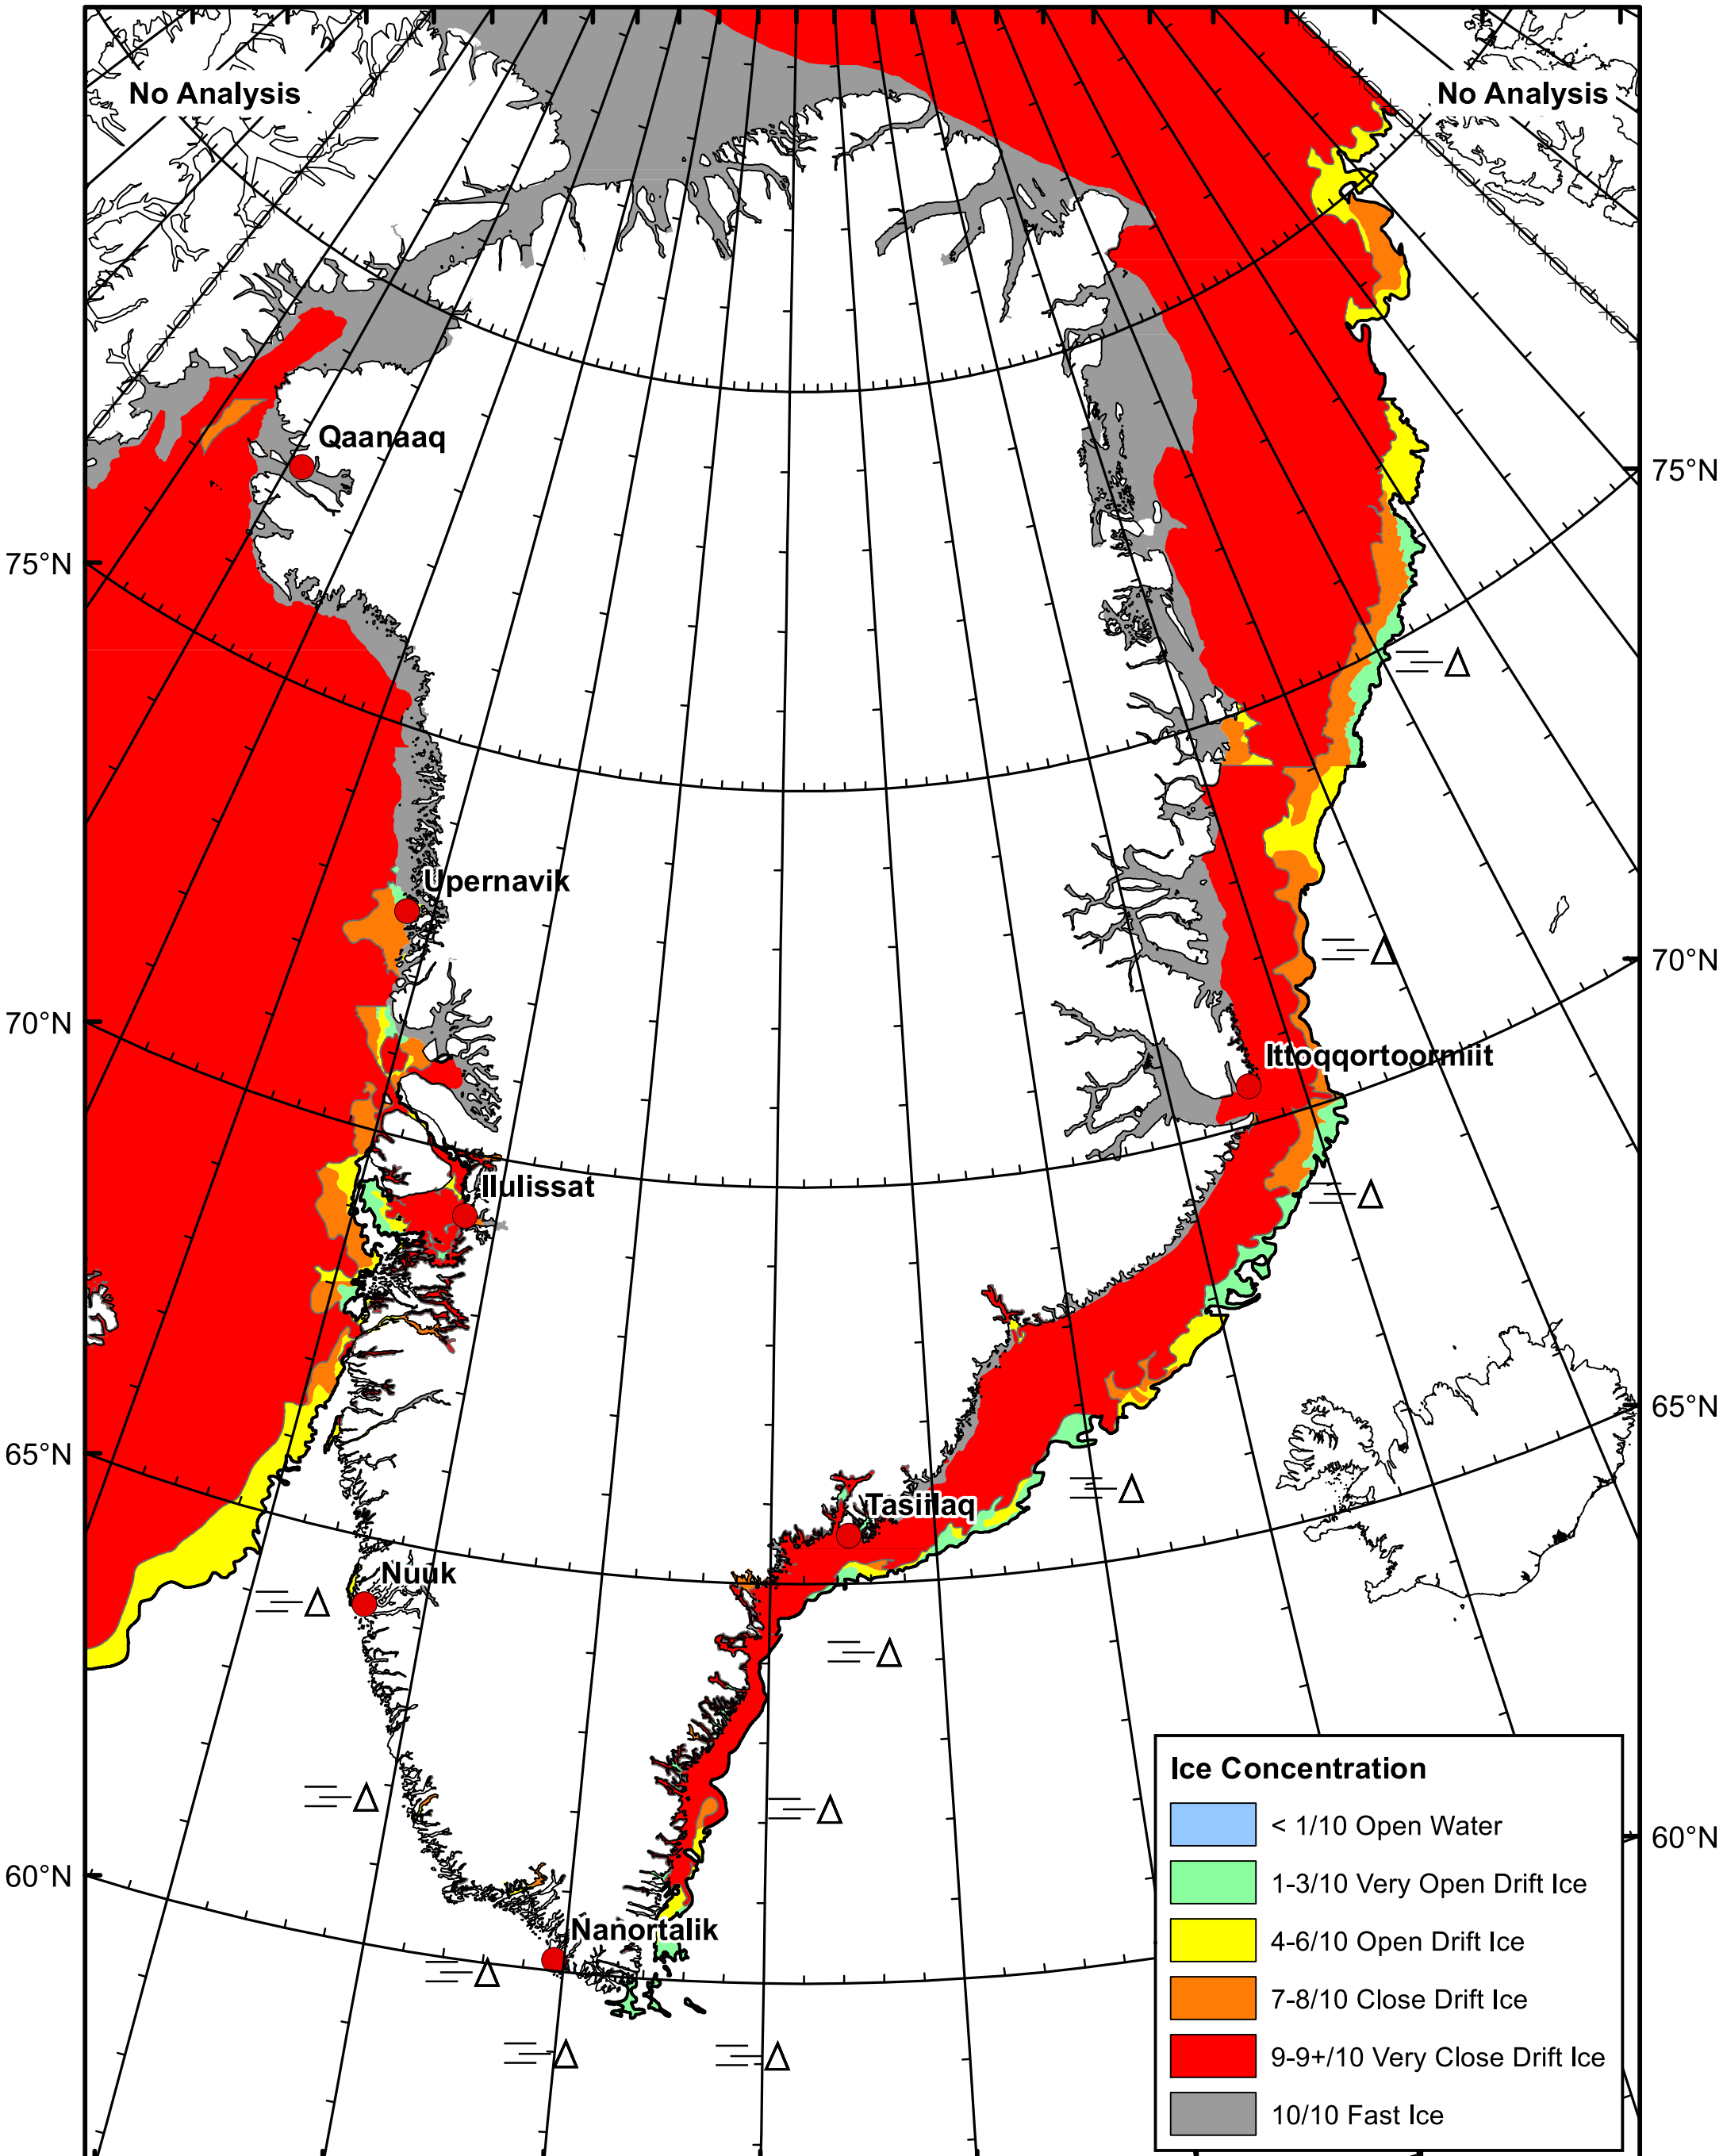 No Analysis
No Analysis
Qaanaaq
75°N
75°N
Upernavik
70°N
70°N
Ittoqqortoormiit
Ilulissat
65°N
65°N
Tasiilaq
Nuuk
60°N
60°N
Nanortalik
Ice Concentration
< 1/10 Open Water
1-3/10 Very Open Drift Ice
4-6/10 Open Drift Ice
7-8/10 Close Drift Ice
9-9+/10 Very Close Drift Ice
10/10 Fast Ice